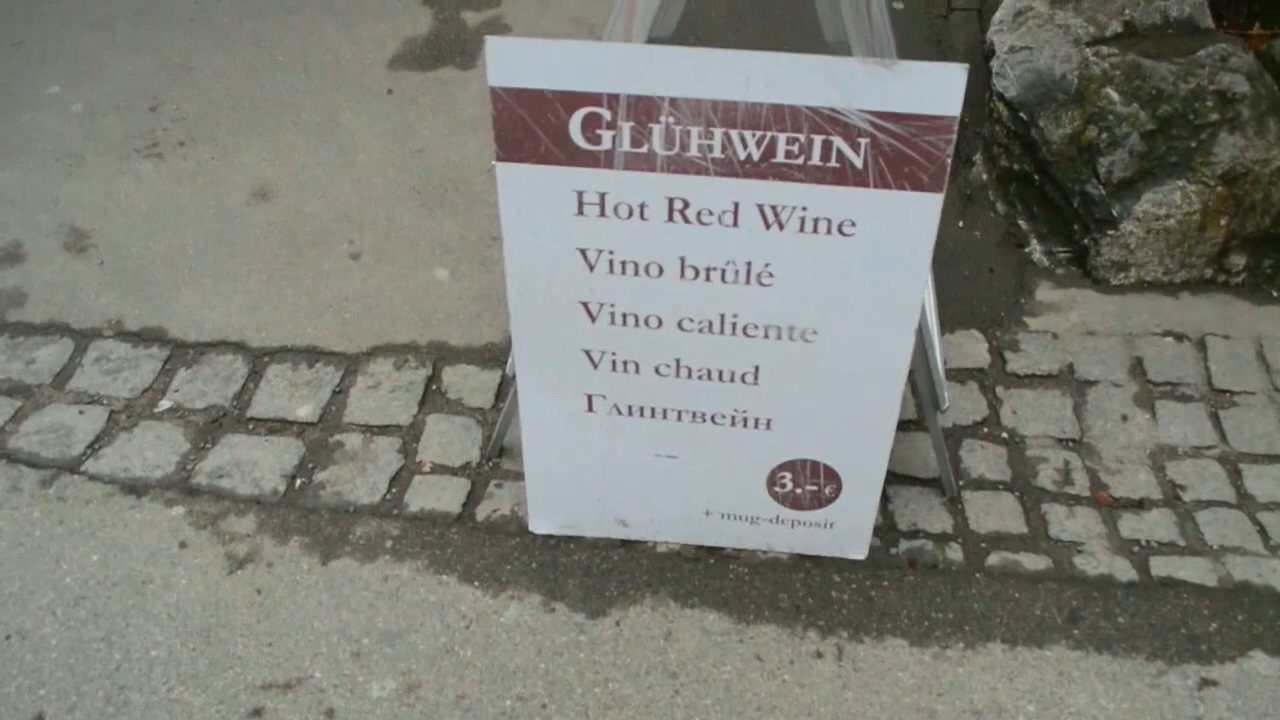 GLÜHWEIN
Hot Red Wine
Vino brûlé
Vino caliente
Vin chaud
Глинтвейн
3.- €
+ mug-deposit